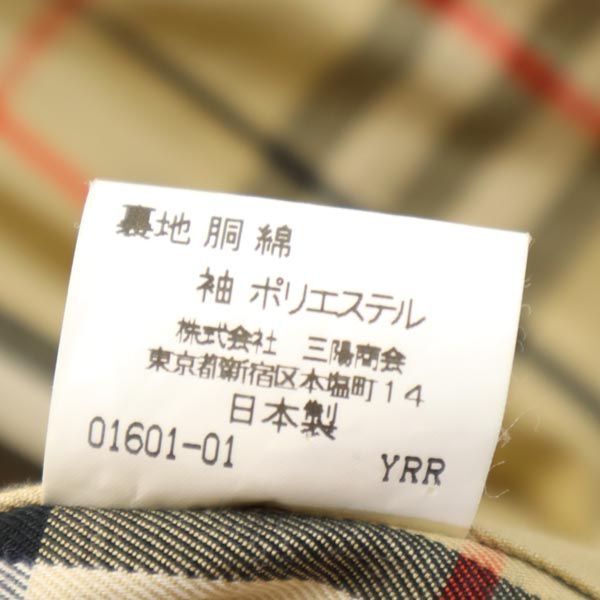 裏地 胴 綿
袖 ポリエステル
株式会社 三陽商会
東京都新宿区本塩町14
日本製
01601-01 YRR